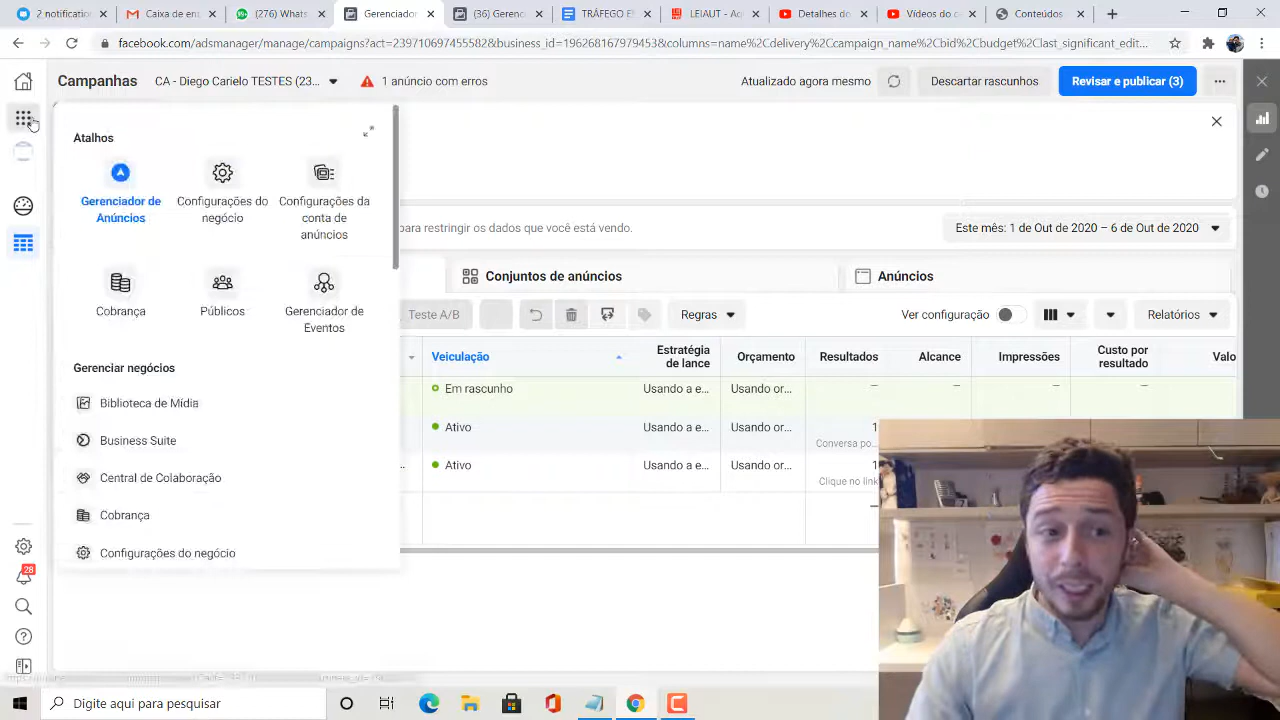 2 notification
Caixa de en
(276) Whats
Gerenciador
(36) Gerenc
TRÁFEGO E
LEIAUT - Aj
Detalhes do
Vídeos do c
Conteúdos
facebook.com/adsmanager/manage/campaigns?act=239710697455582&business_id=196268167979453&columns=name%2Cdelivery%2Ccampaign_name%2Cbid%2Cbudget%2Clast_significant_edit...
Campanhas
CA - Diego Carielo TESTES (23...
1 anúncio com erros
Atualizado agora mesmo
Descartar rascunhos
Revisar e publicar (3)
Atalhos
Gerenciador de
Anúncios
Configurações do
negócio
Configurações da
conta de
anúncios
Cobrança
Públicos
Gerenciador de
Eventos
Gerenciar negócios
Biblioteca de Mídia
Business Suite
Central de Colaboração
Cobrança
Configurações do negócio
28
para restringir os dados que você está vendo.
Este mês: 1 de Out de 2020 – 6 de Out de 2020
Conjuntos de anúncios
Anúncios
Teste A/B
Regras
Ver configuração
Relatórios
Veiculação
Estratégia
de lance
Orçamento
Resultados
Alcance
Impressões
Custo por
resultado
Valo
Em rascunho
Usando a e...
Usando or...
— — — —
Ativo
Usando a e...
Usando or...
1
Conversa po
Ativo
Usando a e...
Usando or...
1
Clique no link
Digite aqui para pesquisar